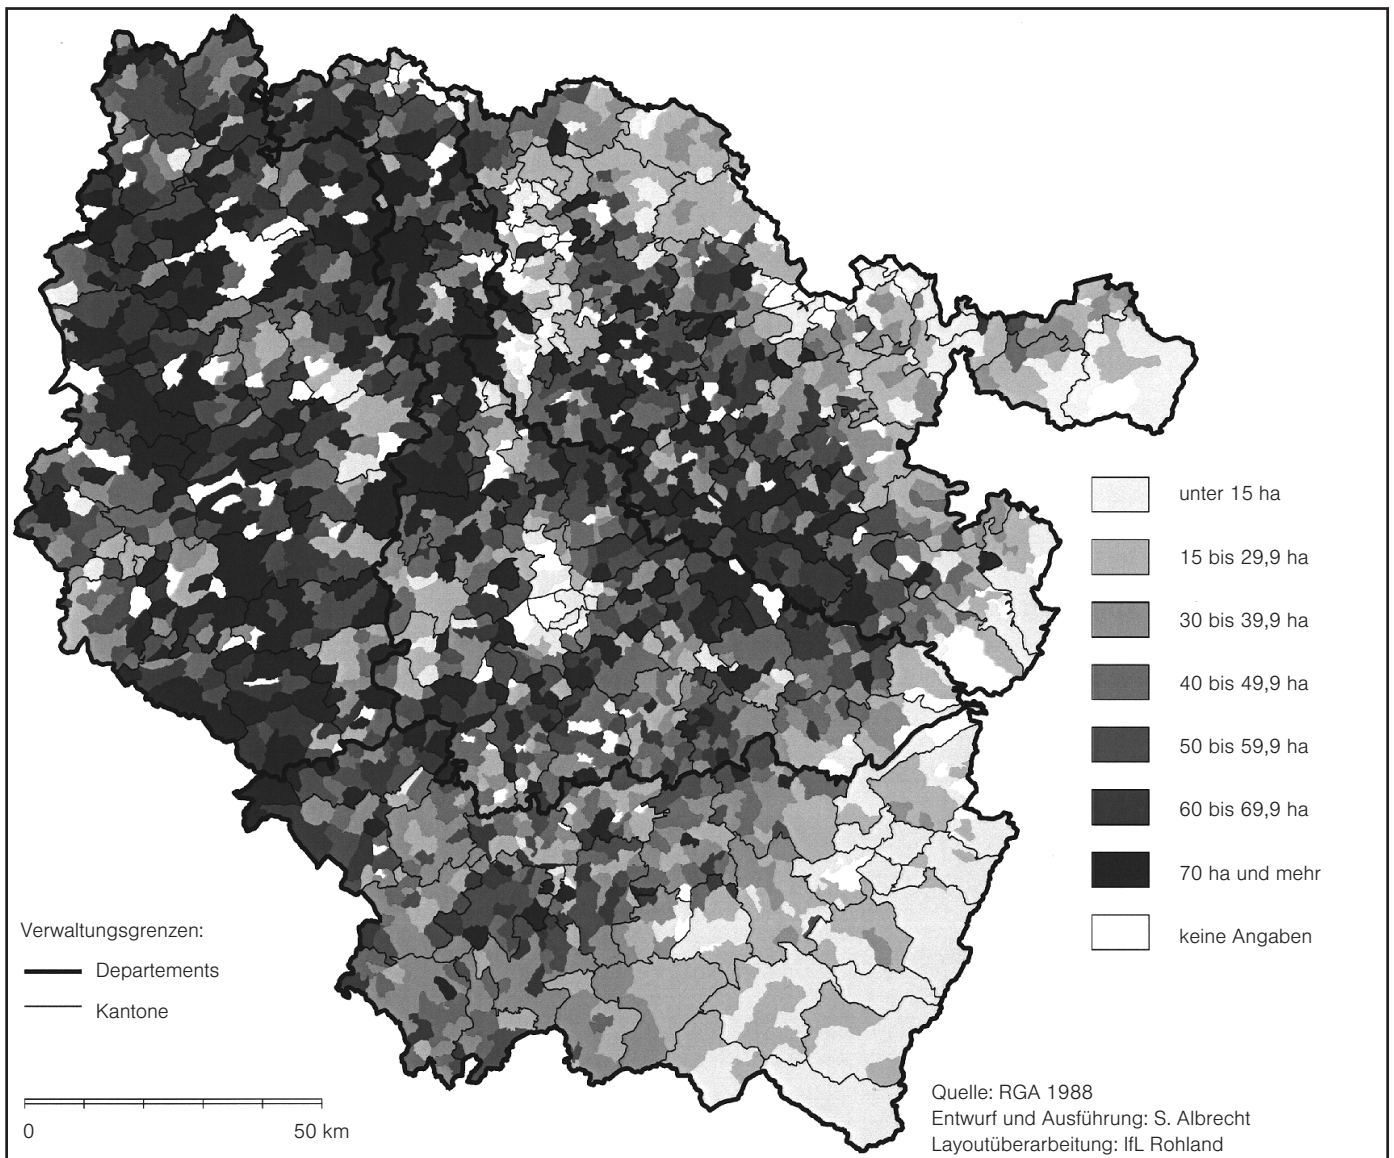 unter 15 ha
15 bis 29,9 ha
30 bis 39,9 ha
40 bis 49,9 ha
50 bis 59,9 ha
60 bis 69,9 ha
70 ha und mehr
keine Angaben
Verwaltungsgrenzen:
Departements
Kantone
0 50 km
Quelle: RGA 1988
Entwurf und Ausführung: S. Albrecht
Layoutüberarbeitung: IfL Rohland